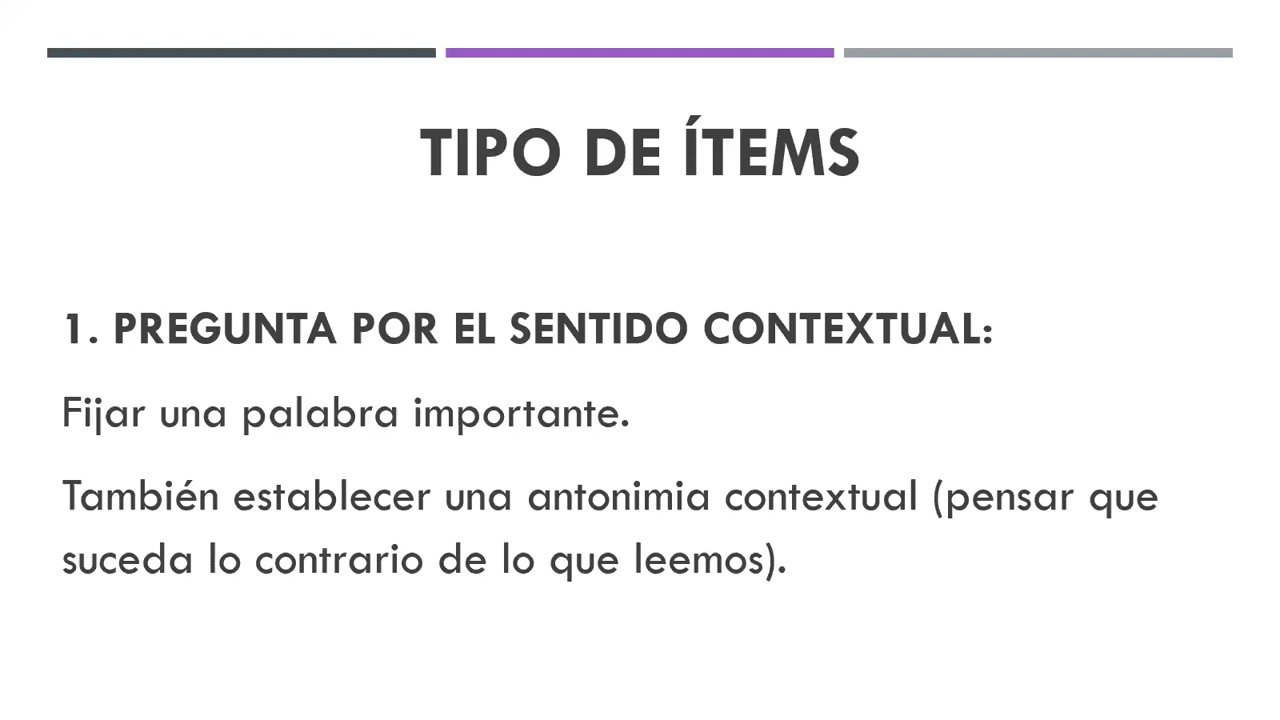 TIPO DE ÍTEMS
1. PREGUNTA POR EL SENTIDO CONTEXTUAL:
Fijar una palabra importante.
También establecer una antonimia contextual (pensar que
suceda lo contrario de lo que leemos).